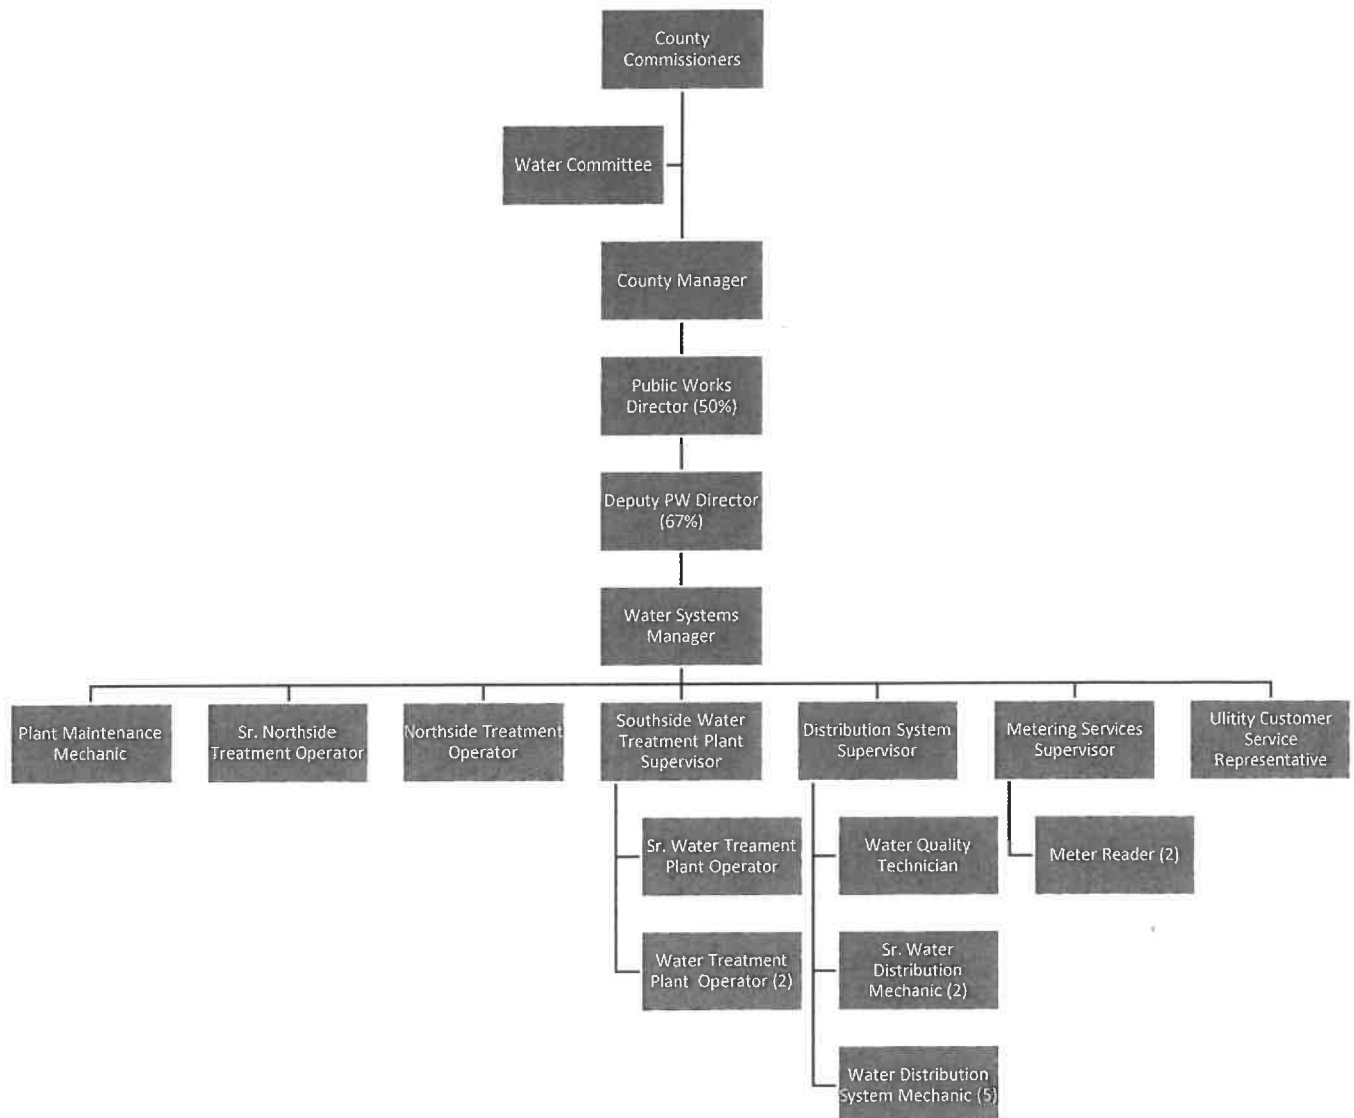 County
Commissioners
Water Committee
County Manager
Public Works
Director (50%)
Deputy PW Director
(67%)
Water Systems
Manager
Plant Maintenance
Mechanic
Sr. Northside
Treatment Operator
Northside Treatment
Operator
Southside Water
Treatment Plant
Supervisor
Distribution System
Supervisor
Metering Services
Supervisor
Ulitity Customer
Service
Representative
Sr. Water Treament
Plant Operator
Water Quality
Technician
Meter Reader (2)
Water Treatment
Plant Operator (2)
Sr. Water
Distribution
Mechanic (2)
Water Distribution
System Mechanic (5)